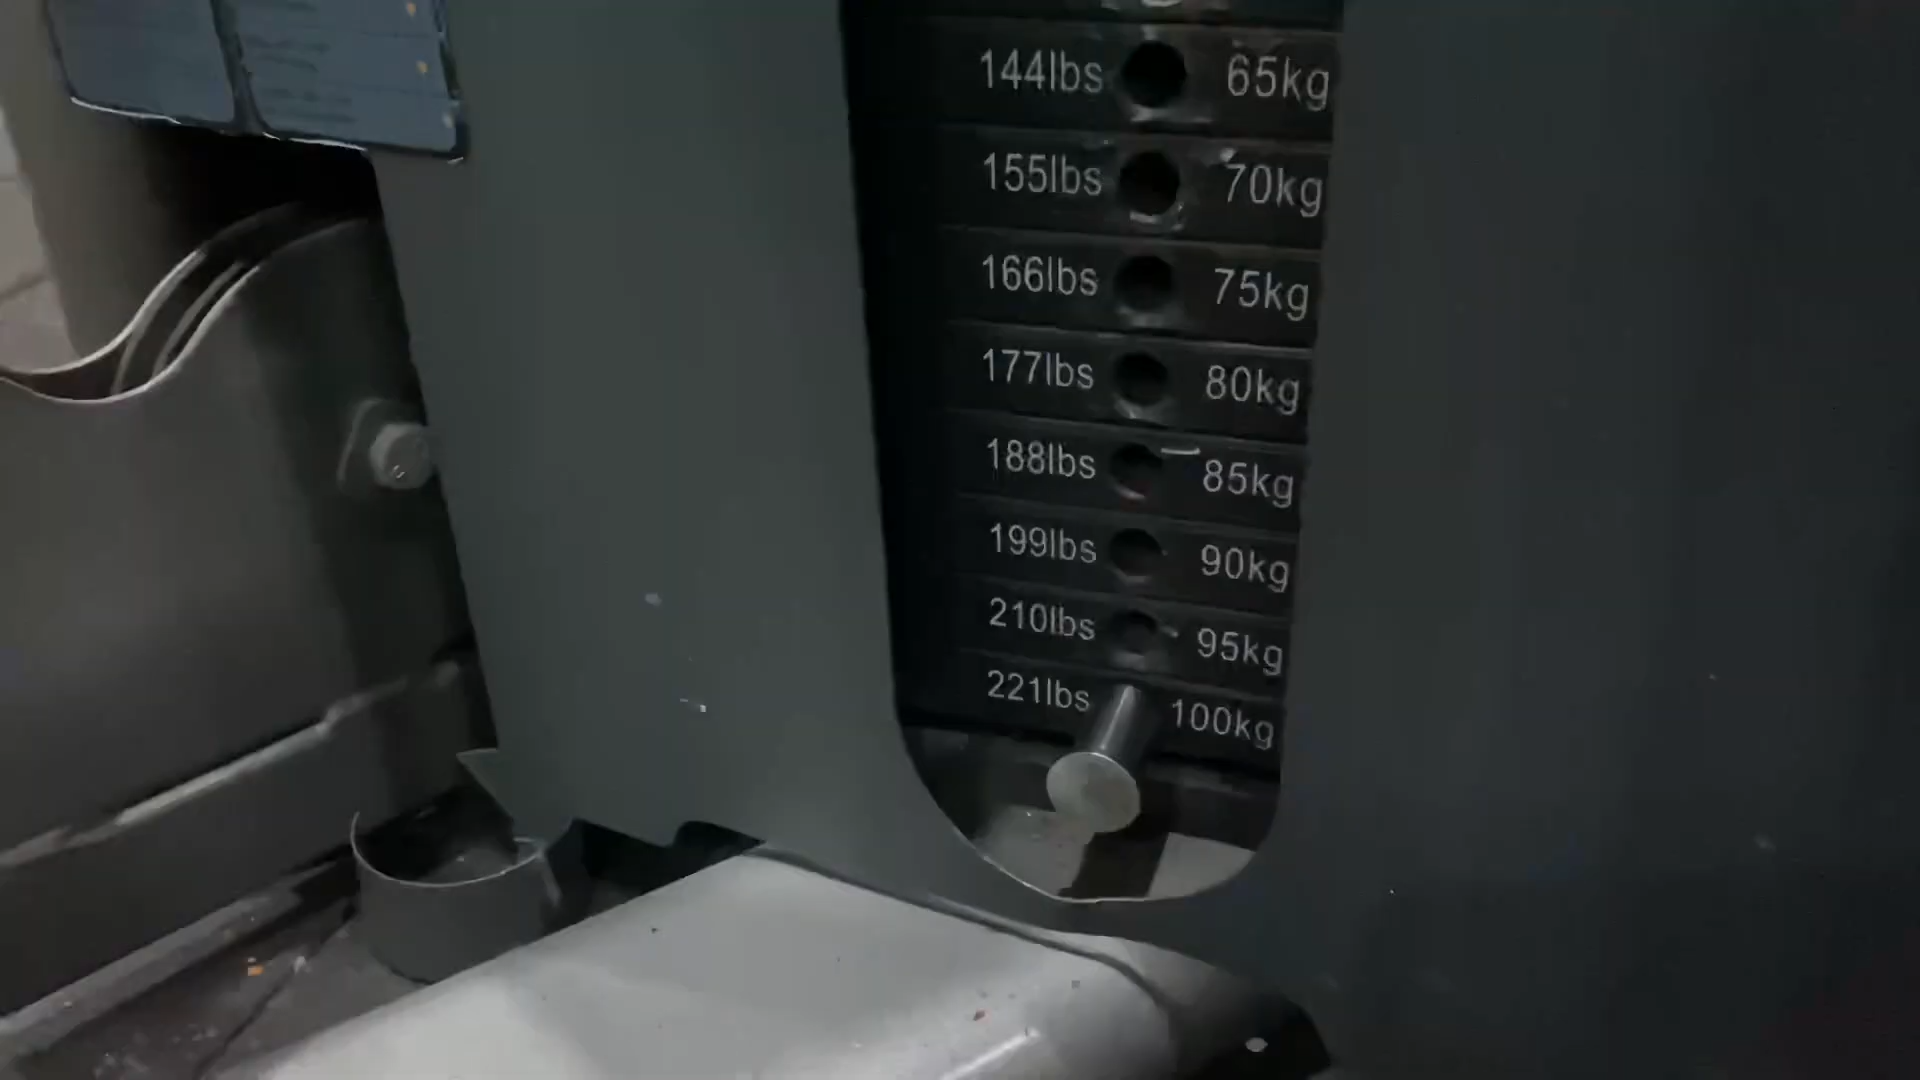 144lbs 65kg
155lbs 70kg
166lbs 75kg
177lbs 80kg
188lbs 85kg
199lbs 90kg
210lbs 95kg
221lbs 100kg